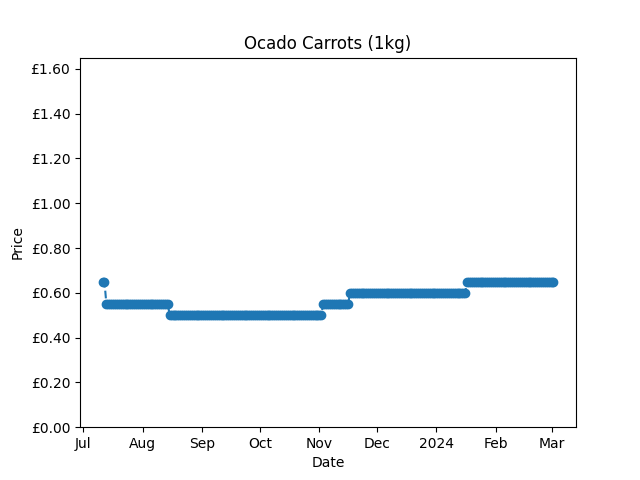 Ocado Carrots (1kg)
£1.60
£1.40
£1.20
£1.00
£0.80
£0.60
£0.40
£0.20
£0.00
Price
Jul Aug Sep Oct Nov Dec 2024 Feb Mar
Date